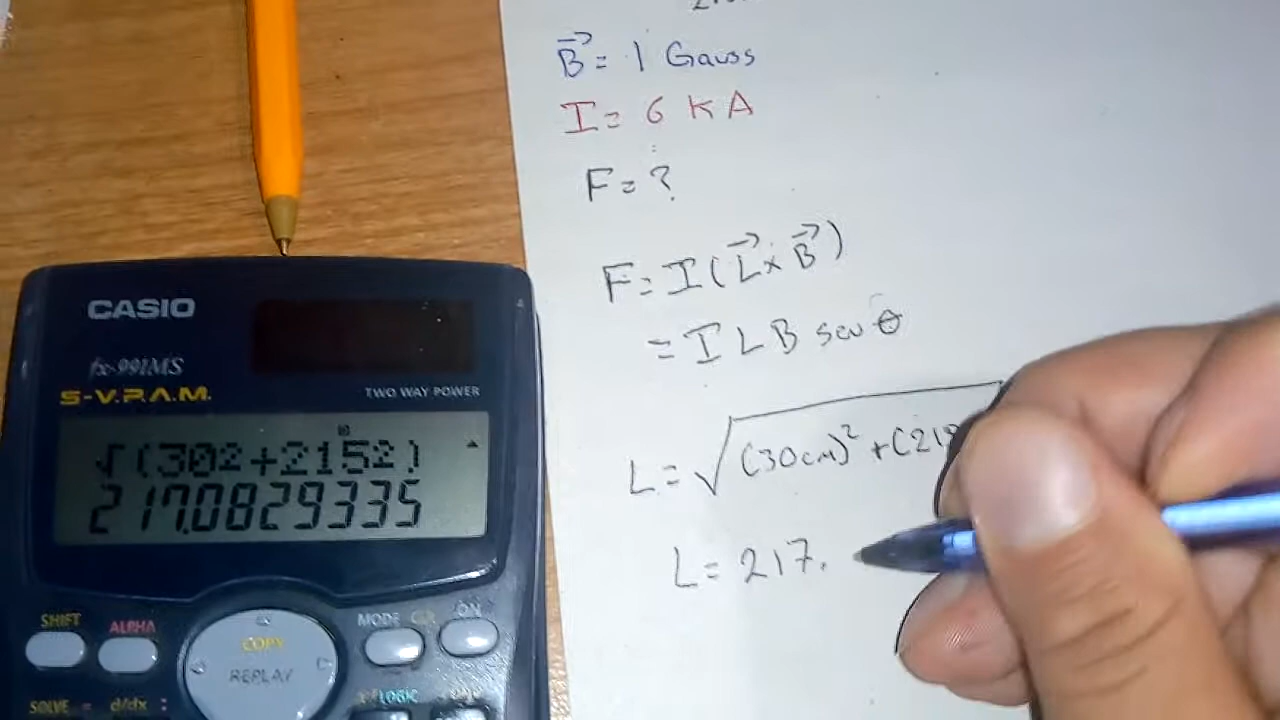 B⃗ = 1 Gauss
I = 6 KA
F = ?
F = I(L⃗ x B⃗)
= I L B sen θ
L = √(30cm)² + (21
L = 217.
CASIO
fx-991MS
S-V.P.A.M.
TWO WAY POWER
√(30²+215²)
217.0829335
SHIFT
ALPHA
MODE
ON
COPY
REPLAY
SOLVE =
d/dx :
LOGIC